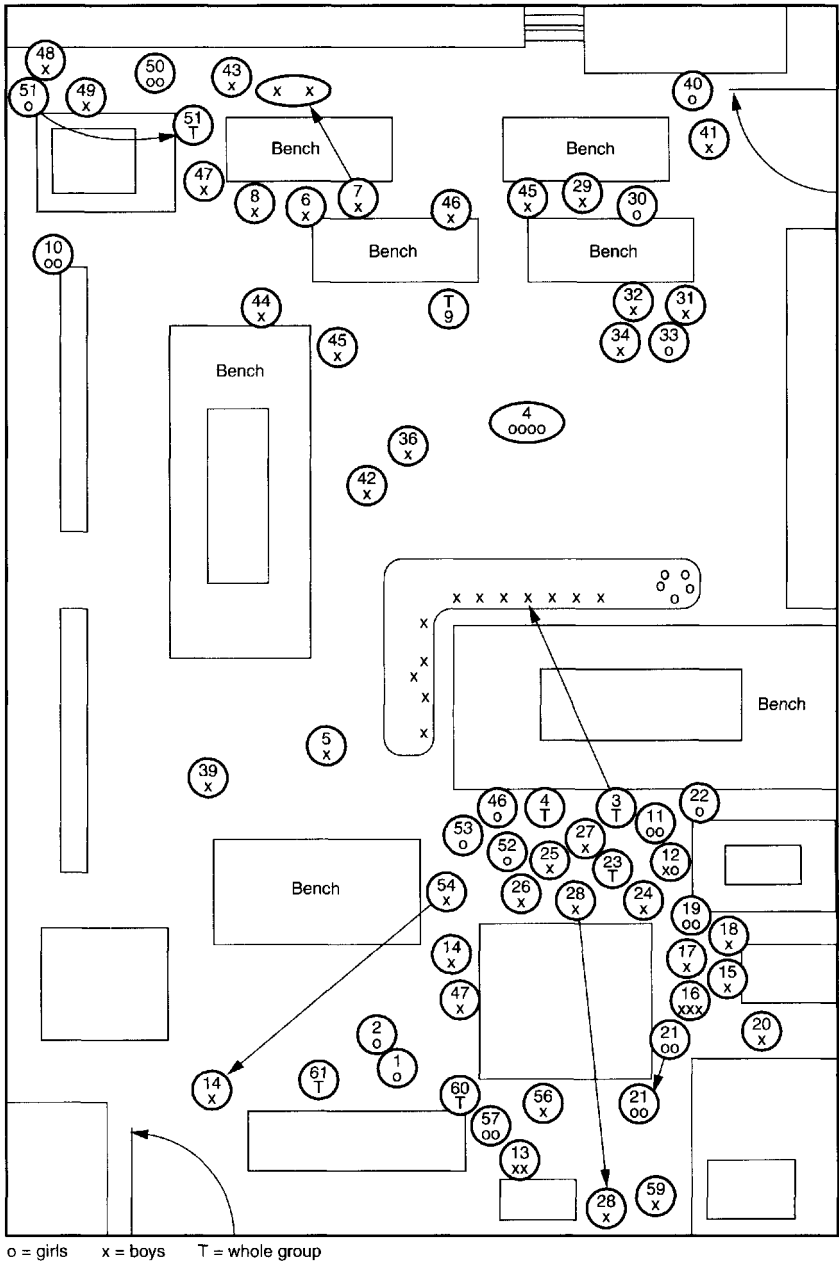 48
x
50
oo
43
x
x x
51
o
49
x
40
o
51
T
41
x
Bench
Bench
47
x
8
x
6
x
7
x
46
x
45
x
29
x
30
o
10
oo
Bench
Bench
44
x
T
9
32
x
31
x
45
x
34
x
33
o
Bench
4
oooo
36
x
42
x
o o
o o
o
x x x x x x x
x
x
x
x
x
Bench
5
x
39
x
46
o
4
T
3
T
22
o
53
o
27
x
11
oo
52
o
25
x
23
T
12
xo
Bench
54
x
26
x
28
x
24
x
19
oo
18
x
14
x
17
x
15
x
47
x
16
xxx
2
o
21
oo
20
x
1
o
61
T
14
x
60
T
56
x
21
oo
57
oo
13
xx
28
x
59
x
o = girls x = boys T = whole group